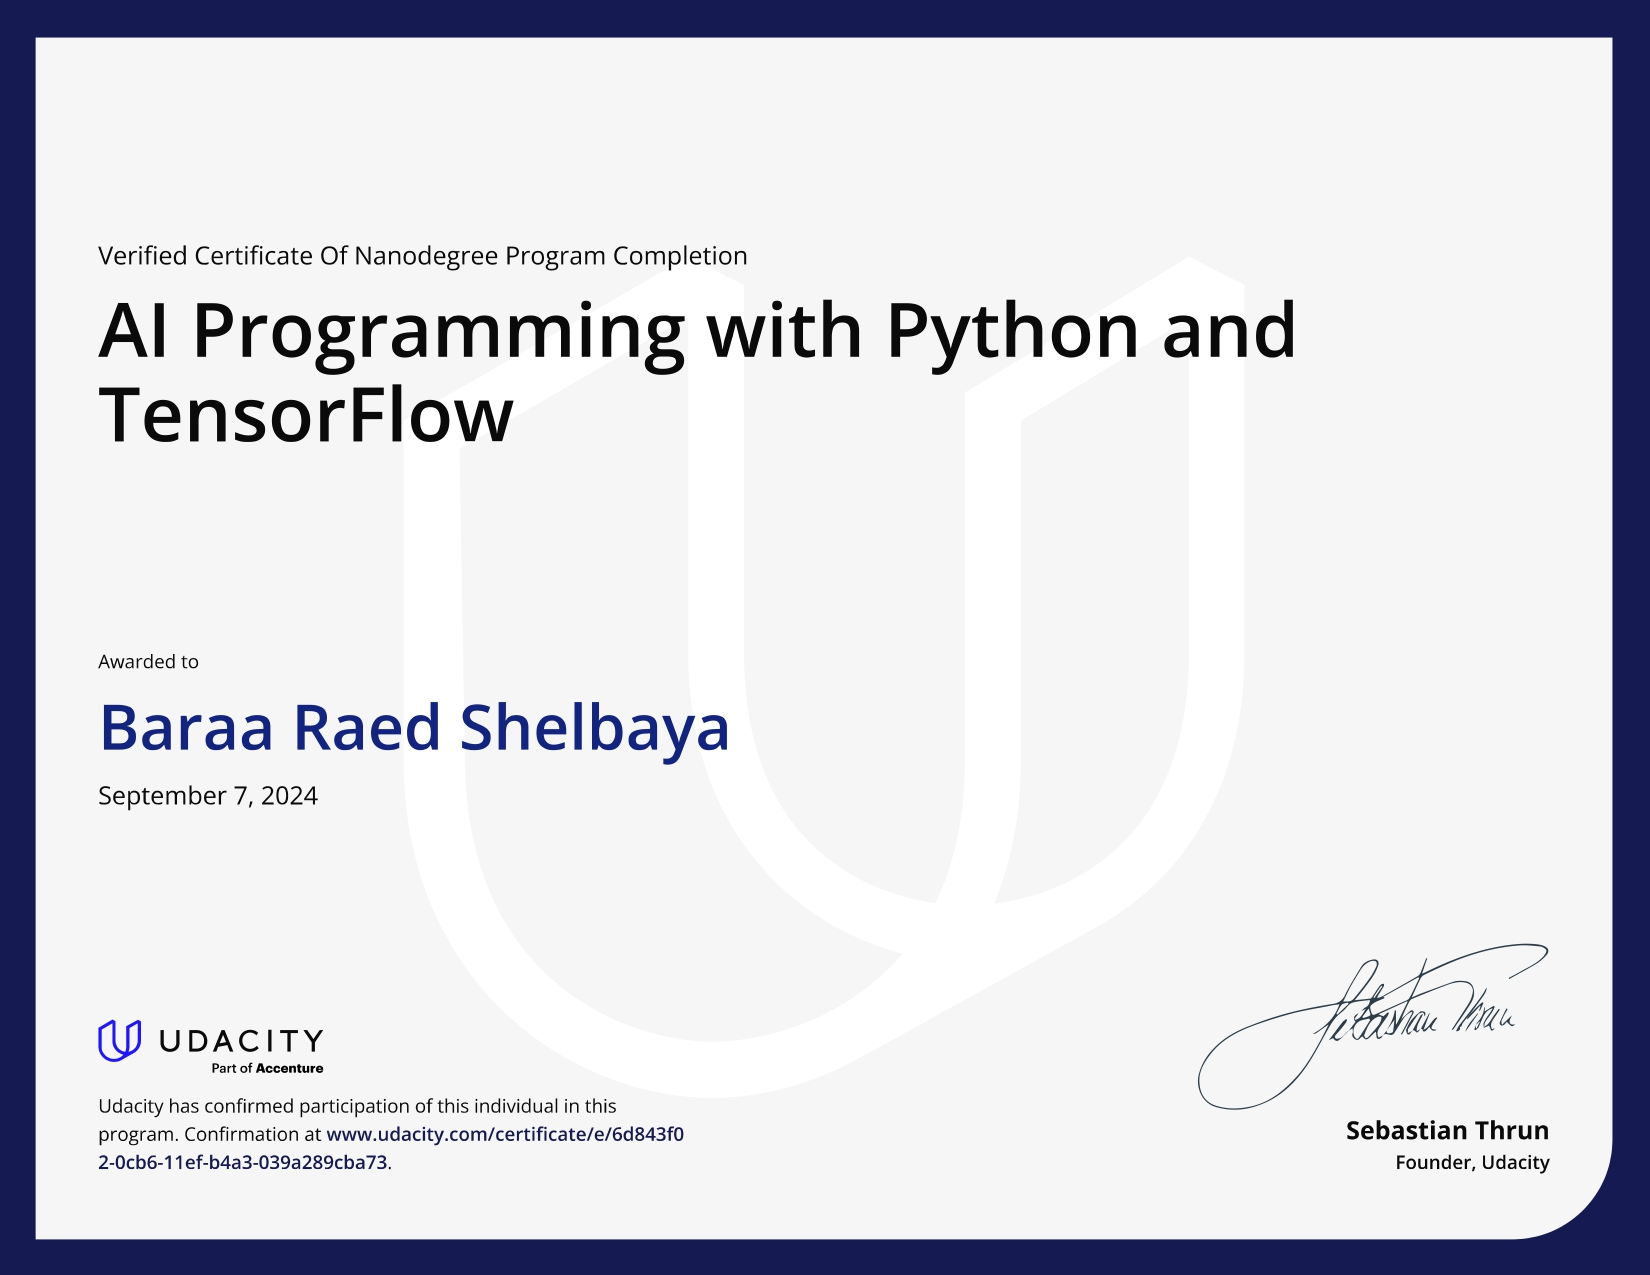 Verified Certificate Of Nanodegree Program Completion
AI Programming with Python and
TensorFlow
Awarded to
Baraa Raed Shelbaya
September 7, 2024
UDACITY
Part of Accenture
Udacity has confirmed participation of this individual in this
program. Confirmation at www.udacity.com/certificate/e/6d843f0
2-0cb6-11ef-b4a3-039a289cba73.
Sebastian Thrun
Sebastian Thrun
Founder, Udacity